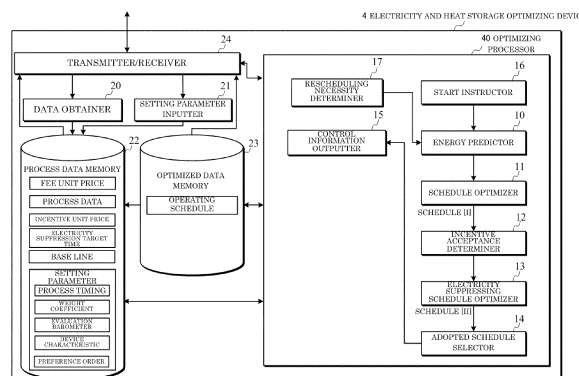 4 ELECTRICITY AND HEAT STORAGE OPTIMIZING DEVIC
40 OPTIMIZING
PROCESSOR
24
TRANSMITTER/RECEIVER
20
DATA OBTAINER
21
SETTING PARAMETER
INPUTTER
22
PROCESS DATA MEMORY
FEE UNIT PRICE
PROCESS DATA
INCENTIVE UNIT PRICE
ELECTRICITY
SUPPRESSION TARGET
TIME
BASE LINE
SETTING
PARAMETER
PROCESS TIMING
WEIGHT
COEFFICIENT
EVALUATION
BAROMETER
DEVICE
CHARACTERISTIC
PREFERENCE ORDER
23
OPTIMIZED DATA
MEMORY
OPERATING
SCHEDULE
17
RESCHEDULING
NECESSITY
DETERMINER
15
CONTROL
INFORMATION
OUTPUTTER
16
START INSTRUCTOR
10
ENERGY PREDICTOR
11
SCHEDULE OPTIMIZER
SCHEDULE [I]
12
INCENTIVE
ACCEPTANCE
DETERMINER
13
ELECTRICITY
SUPPRESSING
SCHEDULE OPTIMIZER
SCHEDULE [II]
14
ADOPTED SCHEDULE
SELECTOR